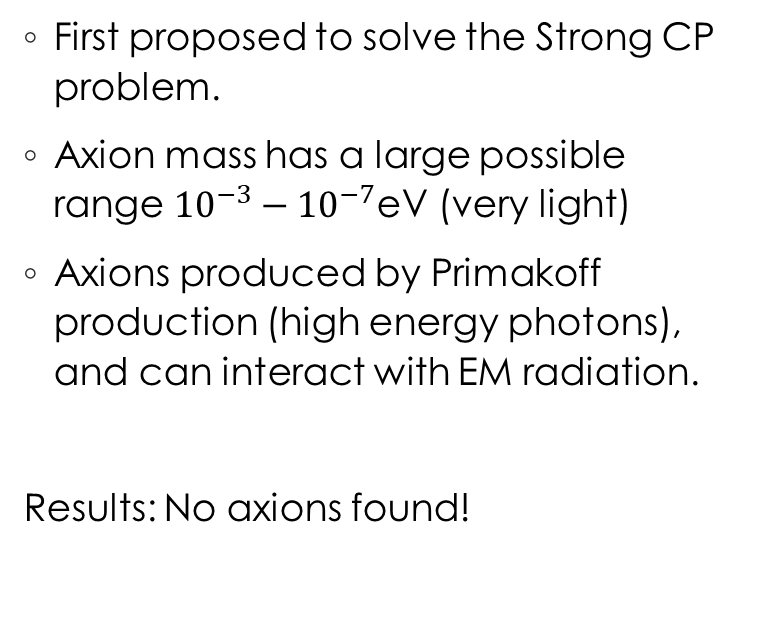 ◦ First proposed to solve the Strong CP
problem.
◦ Axion mass has a large possible
range 10⁻³ – 10⁻⁷eV (very light)
◦ Axions produced by Primakoff
production (high energy photons),
and can interact with EM radiation.
Results: No axions found!